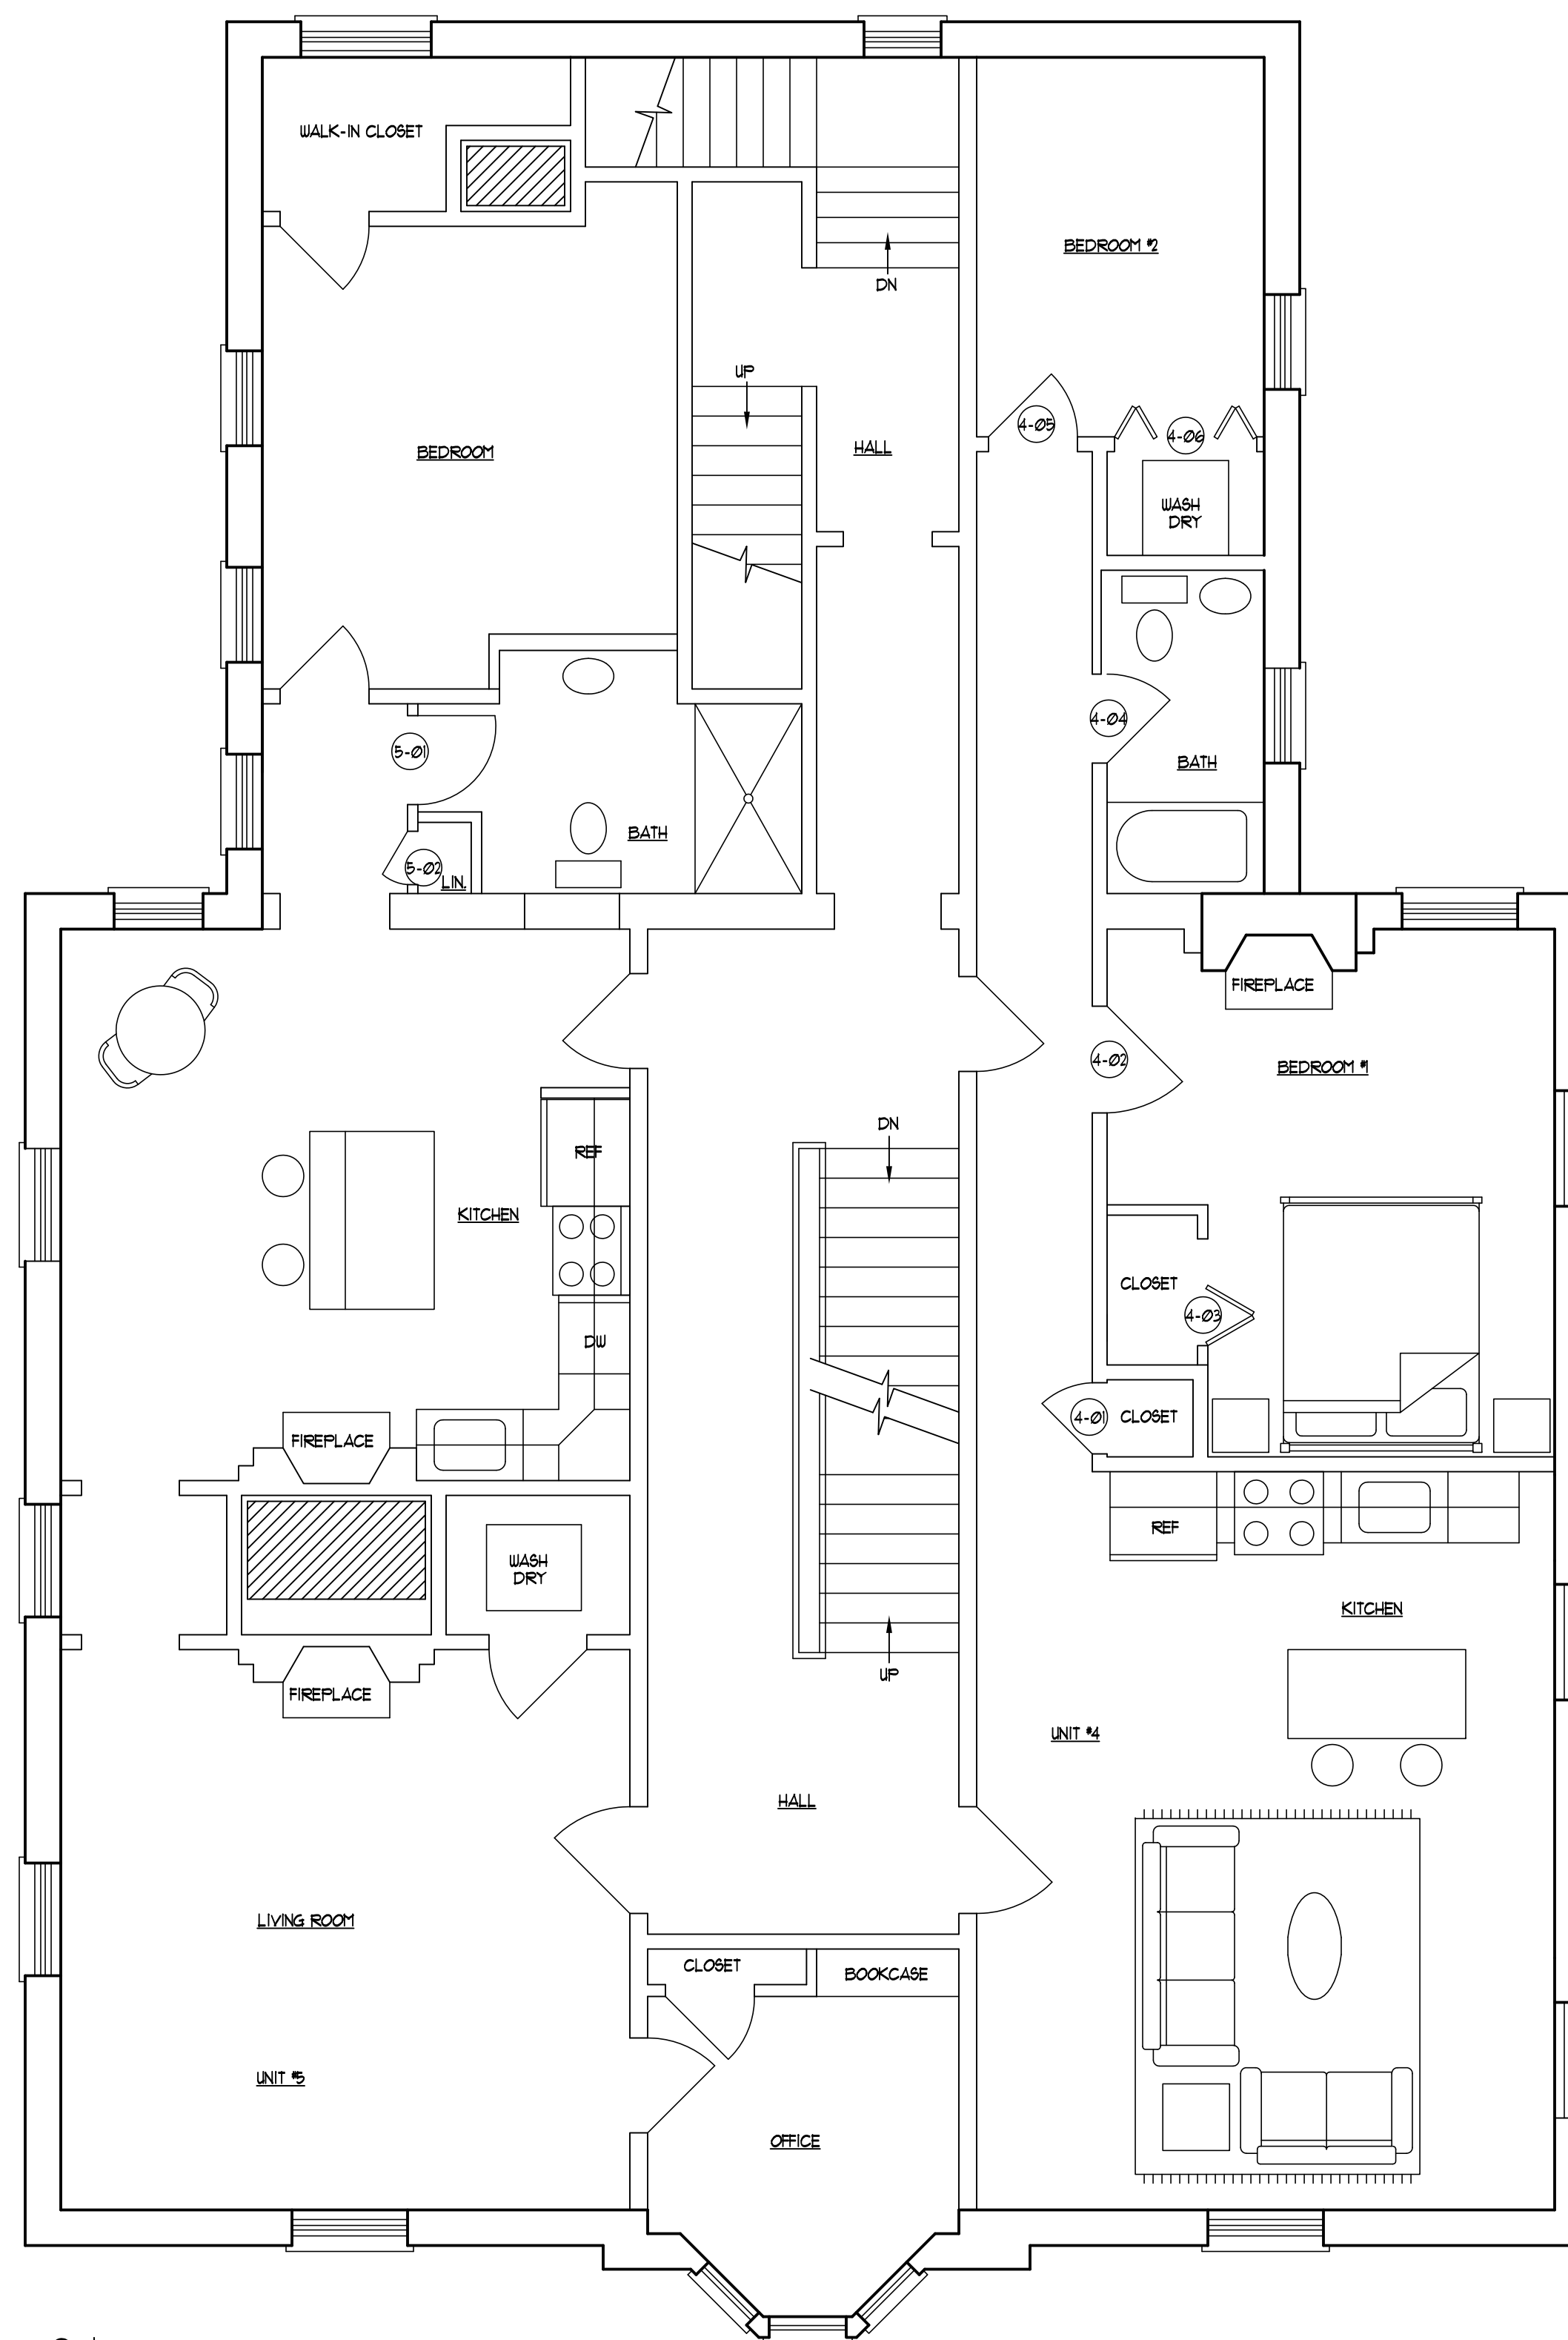 WALK-IN CLOSET
BEDROOM #2
DN
UP
4-05
4-06
BEDROOM
HALL
WASH
DRY
4-04
5-01
BATH
BATH
5-02
LIN.
FIREPLACE
4-02
BEDROOM #1
DN
REF
KITCHEN
CLOSET
4-03
DW
4-01
CLOSET
FIREPLACE
REF
WASH
DRY
KITCHEN
UP
FIREPLACE
UNIT #4
HALL
LIVING ROOM
CLOSET
BOOKCASE
UNIT #5
OFFICE